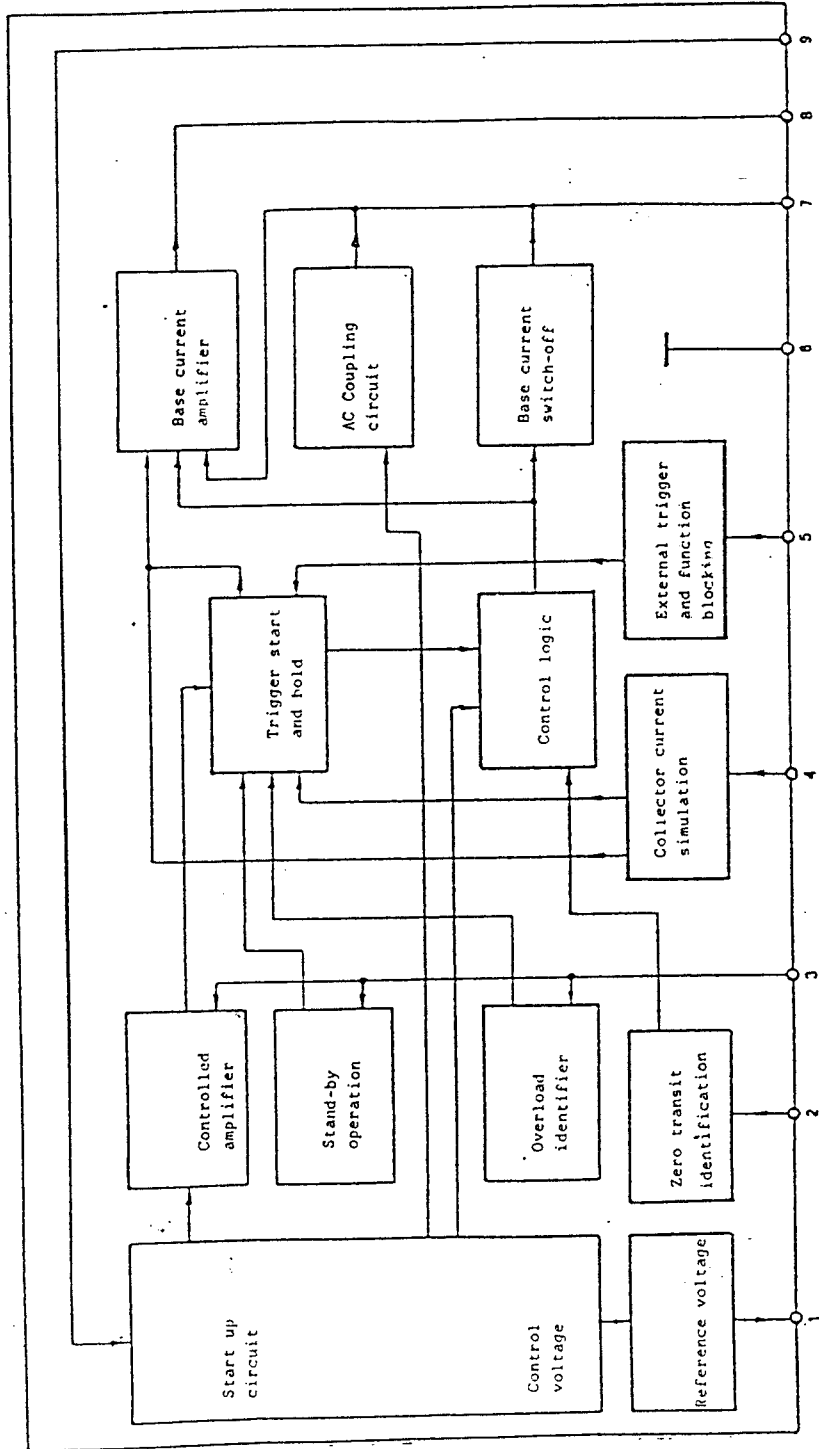 Start up
circuit
Control
voltage
Reference voltage
Controlled
amplifier
Stand-by
operation
Overload
identifier
Zero transit
identification
Trigger start
and hold
Control logic
Collector current
simulation
External trigger
and function
blocking
Base current
amplifier
AC Coupling
circuit
Base current
switch-off
1
2
3
4
5
6
7
8
9